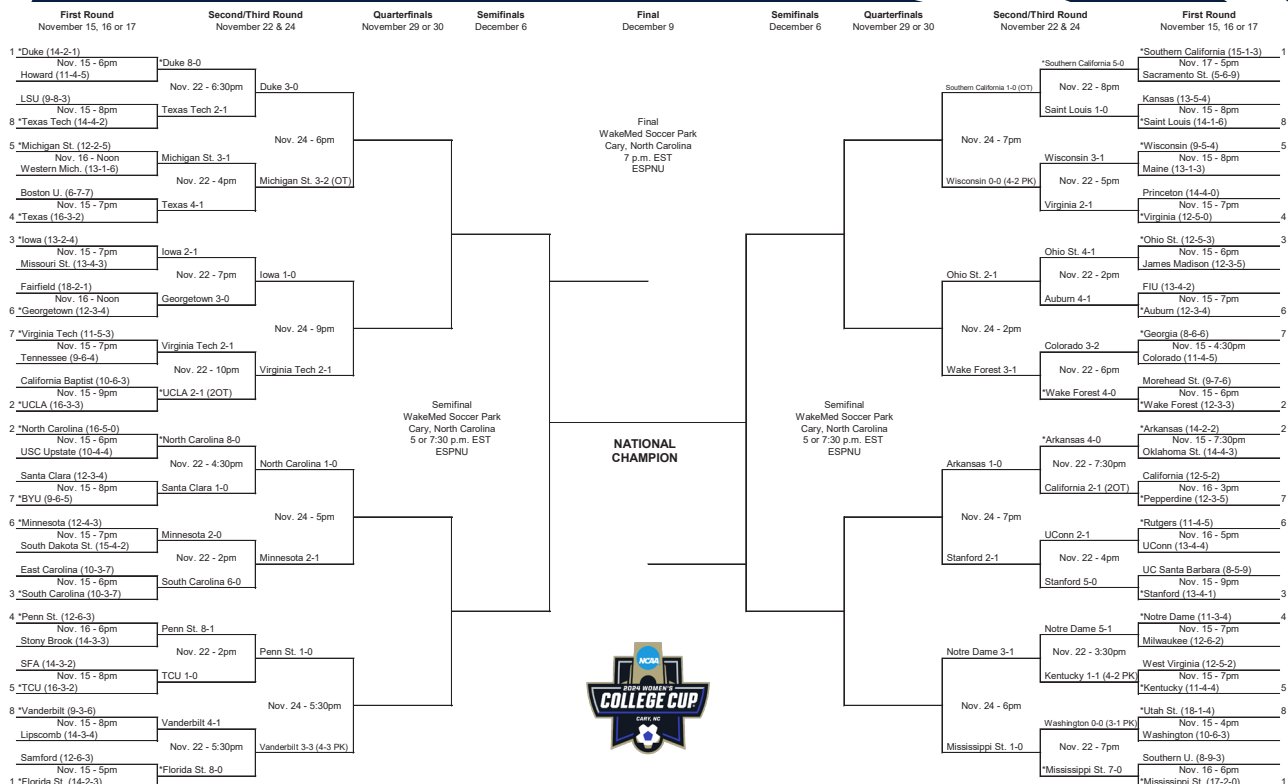 First Round
November 15, 16 or 17
Second/Third Round
November 22 & 24
Quarterfinals
November 29 or 30
Semifinals
December 6
Final
December 9
Semifinals
December 6
Quarterfinals
November 29 or 30
Second/Third Round
November 22 & 24
First Round
November 15, 16 or 17
1 *Duke (14-2-1)
Nov. 15 - 6pm
Howard (11-4-5)
LSU (9-8-3)
Nov. 15 - 8pm
8 *Texas Tech (14-4-2)
5 *Michigan St. (12-2-5)
Nov. 16 - Noon
Western Mich. (13-1-6)
Boston U. (6-7-7)
Nov. 15 - 7pm
4 *Texas (16-3-2)
3 *Iowa (13-2-4)
Nov. 15 - 7pm
Missouri St. (13-4-3)
Fairfield (18-2-1)
Nov. 16 - Noon
6 *Georgetown (12-3-4)
7 *Virginia Tech (11-5-3)
Nov. 15 - 7pm
Tennessee (9-6-4)
California Baptist (10-6-3)
Nov. 15 - 9pm
2 *UCLA (16-3-3)
2 *North Carolina (16-5-0)
Nov. 15 - 6pm
USC Upstate (10-4-4)
Santa Clara (12-3-4)
Nov. 15 - 8pm
7 *BYU (9-6-5)
6 *Minnesota (12-4-3)
Nov. 15 - 7pm
South Dakota St. (15-4-2)
East Carolina (10-3-7)
Nov. 15 - 6pm
3 *South Carolina (10-3-7)
4 *Penn St. (12-6-3)
Nov. 16 - 6pm
Stony Brook (14-3-3)
SFA (14-3-2)
Nov. 15 - 8pm
5 *TCU (16-3-2)
8 *Vanderbilt (9-3-6)
Nov. 15 - 8pm
Lipscomb (14-3-4)
Samford (12-6-3)
Nov. 15 - 5pm
1 *Florida St. (14-2-3)
*Duke 8-0
Nov. 22 - 6:30pm
Texas Tech 2-1
Michigan St. 3-1
Nov. 22 - 4pm
Texas 4-1
Iowa 2-1
Nov. 22 - 7pm
Georgetown 3-0
Virginia Tech 2-1
Nov. 22 - 10pm
*UCLA 2-1 (2OT)
*North Carolina 8-0
Nov. 22 - 4:30pm
Santa Clara 1-0
Minnesota 2-0
Nov. 22 - 2pm
South Carolina 6-0
Penn St. 8-1
Nov. 22 - 2pm
TCU 1-0
Vanderbilt 4-1
Nov. 22 - 5:30pm
*Florida St. 8-0
Duke 3-0
Nov. 24 - 6pm
Michigan St. 3-2 (OT)
Iowa 1-0
Nov. 24 - 9pm
Virginia Tech 2-1
North Carolina 1-0
Nov. 24 - 5pm
Minnesota 2-1
Penn St. 1-0
Nov. 24 - 5:30pm
Vanderbilt 3-3 (4-3 PK)
Semifinal
WakeMed Soccer Park
Cary, North Carolina
5 or 7:30 p.m. EST
ESPNU
Final
WakeMed Soccer Park
Cary, North Carolina
7 p.m. EST
ESPNU
NATIONAL
CHAMPION
NCAA
2024 WOMEN'S
COLLEGE CUP
CARY, NC
Semifinal
WakeMed Soccer Park
Cary, North Carolina
5 or 7:30 p.m. EST
ESPNU
Southern California 1-0 (OT)
Nov. 24 - 7pm
Wisconsin 0-0 (4-2 PK)
Ohio St. 2-1
Nov. 24 - 2pm
Wake Forest 3-1
Arkansas 1-0
Nov. 24 - 7pm
Stanford 2-1
Notre Dame 3-1
Nov. 24 - 6pm
Mississippi St. 1-0
*Southern California 5-0
Nov. 22 - 8pm
Saint Louis 1-0
Wisconsin 3-1
Nov. 22 - 5pm
Virginia 2-1
Ohio St. 4-1
Nov. 22 - 2pm
Auburn 4-1
Colorado 3-2
Nov. 22 - 6pm
*Wake Forest 4-0
*Arkansas 4-0
Nov. 22 - 7:30pm
California 2-1 (2OT)
UConn 2-1
Nov. 22 - 4pm
Stanford 5-0
Notre Dame 5-1
Nov. 22 - 3:30pm
Kentucky 1-1 (4-2 PK)
Washington 0-0 (3-1 PK)
Nov. 22 - 7pm
*Mississippi St. 7-0
*Southern California (15-1-3) 1
Nov. 17 - 5pm
Sacramento St. (5-6-9)
Kansas (13-5-4)
Nov. 15 - 8pm
*Saint Louis (14-1-6) 8
*Wisconsin (9-5-4) 5
Nov. 15 - 8pm
Maine (13-1-3)
Princeton (14-4-0)
Nov. 15 - 7pm
*Virginia (12-5-0) 4
*Ohio St. (12-5-3) 3
Nov. 15 - 6pm
James Madison (12-3-5)
FIU (13-4-2)
Nov. 15 - 7pm
*Auburn (12-3-4) 6
*Georgia (8-6-6) 7
Nov. 15 - 4:30pm
Colorado (11-4-5)
Morehead St. (9-7-6)
Nov. 15 - 6pm
*Wake Forest (12-3-3) 2
*Arkansas (14-2-2) 2
Nov. 15 - 7:30pm
Oklahoma St. (14-4-3)
California (12-5-2)
Nov. 16 - 3pm
*Pepperdine (12-3-5) 7
*Rutgers (11-4-5) 6
Nov. 16 - 5pm
UConn (13-4-4)
UC Santa Barbara (8-5-9)
Nov. 15 - 9pm
*Stanford (13-4-1) 3
*Notre Dame (11-3-4) 4
Nov. 15 - 7pm
Milwaukee (12-6-2)
West Virginia (12-5-2)
Nov. 15 - 7pm
*Kentucky (11-4-4) 5
*Utah St. (18-1-4) 8
Nov. 15 - 4pm
Washington (10-6-3)
Southern U. (8-9-3)
Nov. 16 - 6pm
*Mississippi St. (17-2-0) 1